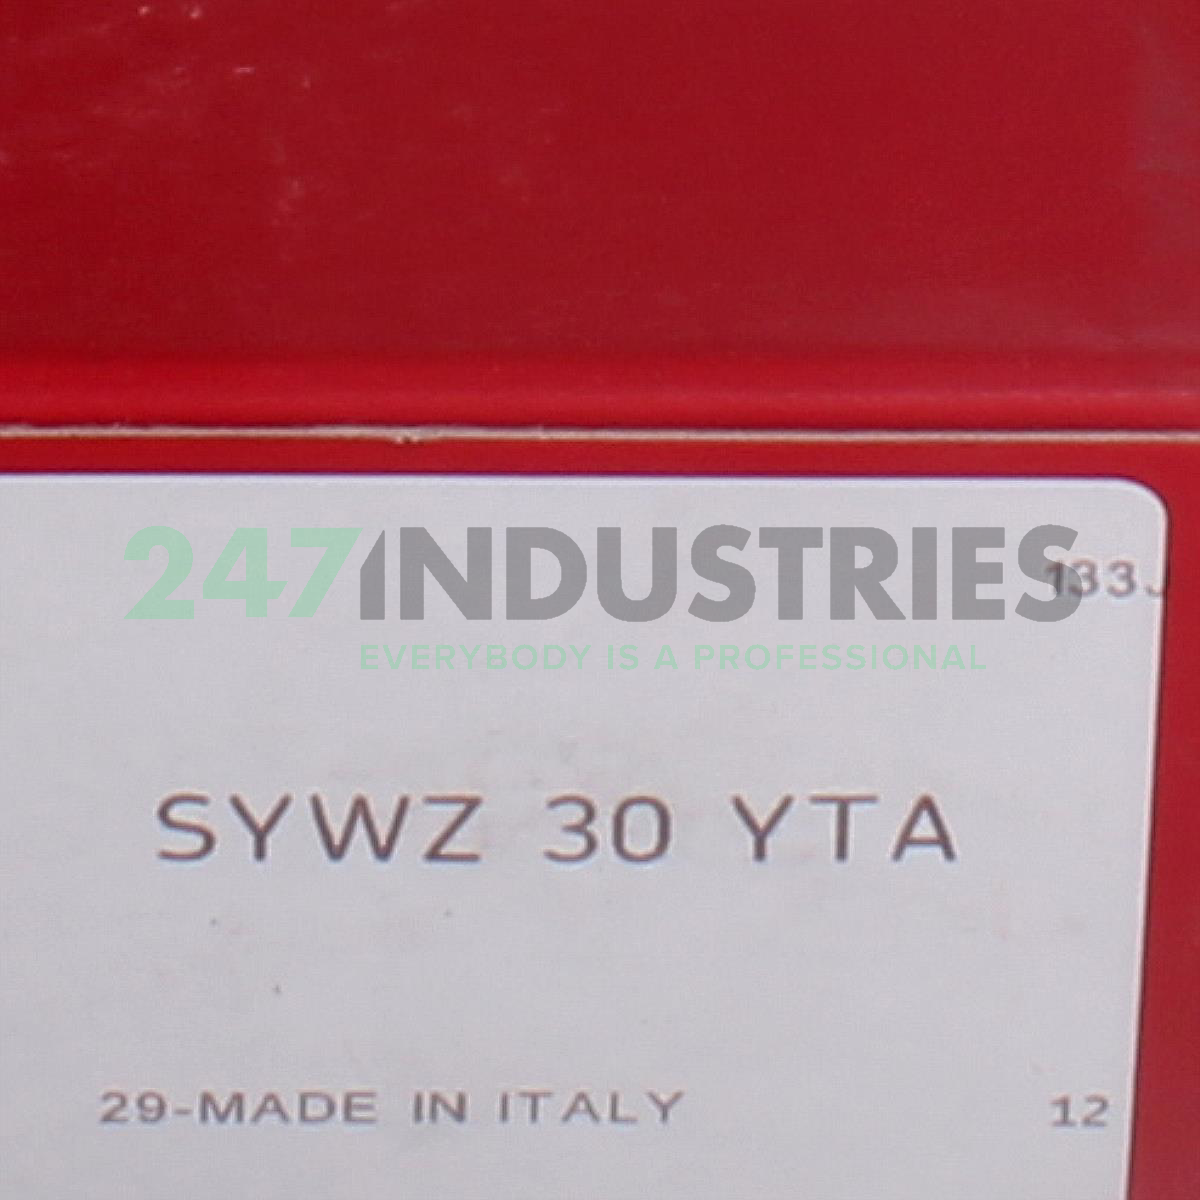 247INDUSTRIES
133J
EVERYBODY IS A PROFESSIONAL
SYWZ 30 YTA
29-MADE IN ITALY
12